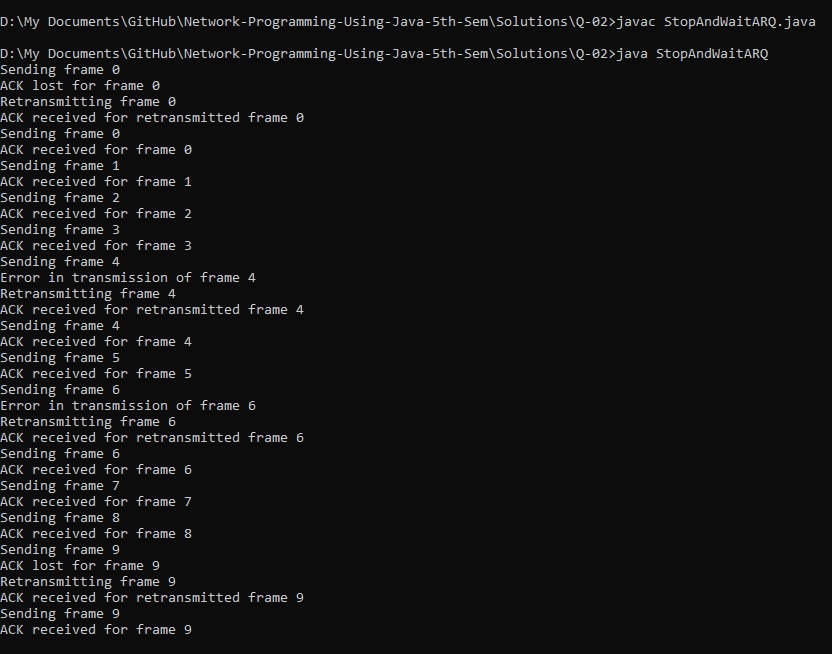 D:\My Documents\GitHub\Network-Programming-Using-Java-5th-Sem\Solutions\Q-02>javac StopAndWaitARQ.java
D:\My Documents\GitHub\Network-Programming-Using-Java-5th-Sem\Solutions\Q-02>java StopAndWaitARQ
Sending frame 0
ACK lost for frame 0
Retransmitting frame 0
ACK received for retransmitted frame 0
Sending frame 0
ACK received for frame 0
Sending frame 1
ACK received for frame 1
Sending frame 2
ACK received for frame 2
Sending frame 3
ACK received for frame 3
Sending frame 4
Error in transmission of frame 4
Retransmitting frame 4
ACK received for retransmitted frame 4
Sending frame 4
ACK received for frame 4
Sending frame 5
ACK received for frame 5
Sending frame 6
Error in transmission of frame 6
Retransmitting frame 6
ACK received for retransmitted frame 6
Sending frame 6
ACK received for frame 6
Sending frame 7
ACK received for frame 7
Sending frame 8
ACK received for frame 8
Sending frame 9
ACK lost for frame 9
Retransmitting frame 9
ACK received for retransmitted frame 9
Sending frame 9
ACK received for frame 9